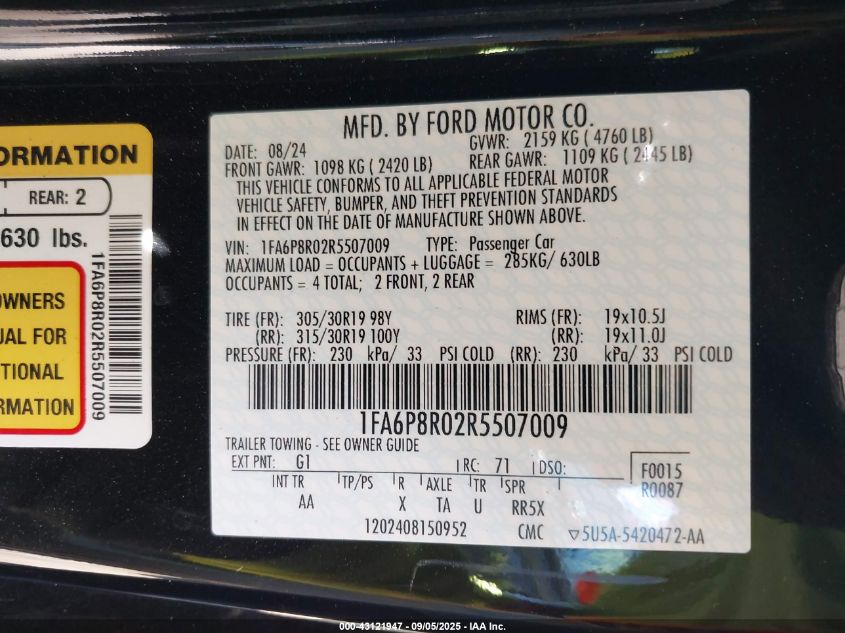 ORMATION
REAR: 2
630 lbs.
OWNERS
UAL FOR
TIONAL
ORMATION
1FA6P8R02R5507009
MFD. BY FORD MOTOR CO.
DATE: 08/24 GVWR: 2159 KG ( 4760 LB)
FRONT GAWR: 1098 KG ( 2420 LB) REAR GAWR: 1109 KG ( 2445 LB)
THIS VEHICLE CONFORMS TO ALL APPLICABLE FEDERAL MOTOR
VEHICLE SAFETY, BUMPER, AND THEFT PREVENTION STANDARDS
IN EFFECT ON THE DATE OF MANUFACTURE SHOWN ABOVE.
VIN: 1FA6P8R02R5507009 TYPE: Passenger Car
MAXIMUM LOAD = OCCUPANTS + LUGGAGE = 285KG/ 630LB
OCCUPANTS = 4 TOTAL; 2 FRONT, 2 REAR
TIRE (FR): 305/30R19 98Y RIMS (FR): 19x10.5J
(RR): 315/30R19 100Y (RR): 19x11.0J
PRESSURE (FR): 230 kPa/ 33 PSI COLD (RR): 230 kPa/ 33 PSI COLD
1FA6P8R02R5507009
TRAILER TOWING - SEE OWNER GUIDE
EXT PNT: G1 RC: 71 DSO: F0015
INT TR TP/PS R AXLE TR SPR R0087
AA X TA U RR5X
1202408150952 CMC ▽5U5A-5420472-AA
000-43121947 - 09/05/2025 - IAA Inc.